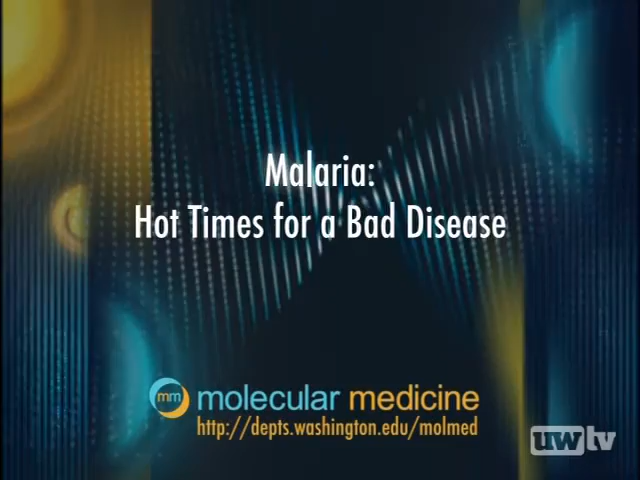 Malaria:
Hot Times for a Bad Disease
mm molecular medicine
http://depts.washington.edu/molmed
uwtv